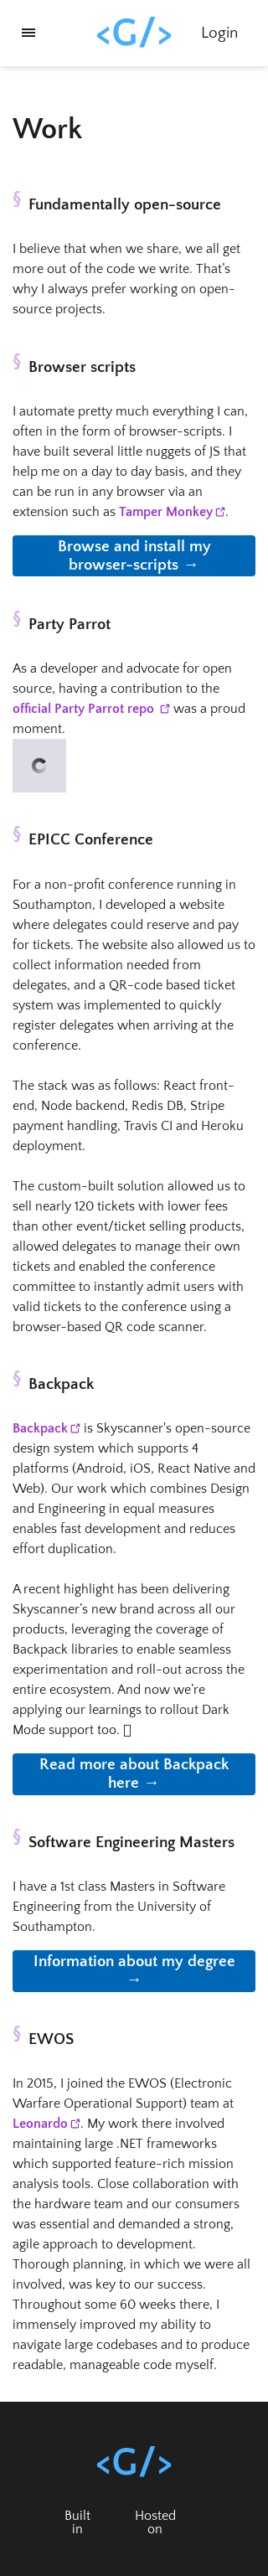 <G/>
Login
Work
§ Fundamentally open-source
I believe that when we share, we all get
more out of the code we write. That’s
why I always prefer working on open-
source projects.
§ Browser scripts
I automate pretty much everything I can,
often in the form of browser-scripts. I
have built several little nuggets of JS that
help me on a day to day basis, and they
can be run in any browser via an
extension such as Tamper Monkey.
Browse and install my
browser-scripts →
§ Party Parrot
As a developer and advocate for open
source, having a contribution to the
official Party Parrot repo was a proud
moment.
§ EPICC Conference
For a non-profit conference running in
Southampton, I developed a website
where delegates could reserve and pay
for tickets. The website also allowed us to
collect information needed from
delegates, and a QR-code based ticket
system was implemented to quickly
register delegates when arriving at the
conference.
The stack was as follows: React front-
end, Node backend, Redis DB, Stripe
payment handling, Travis CI and Heroku
deployment.
The custom-built solution allowed us to
sell nearly 120 tickets with lower fees
than other event/ticket selling products,
allowed delegates to manage their own
tickets and enabled the conference
committee to instantly admit users with
valid tickets to the conference using a
browser-based QR code scanner.
§ Backpack
Backpack is Skyscanner's open-source
design system which supports 4
platforms (Android, iOS, React Native and
Web). Our work which combines Design
and Engineering in equal measures
enables fast development and reduces
effort duplication.
A recent highlight has been delivering
Skyscanner’s new brand across all our
products, leveraging the coverage of
Backpack libraries to enable seamless
experimentation and roll-out across the
entire ecosystem. And now we’re
applying our learnings to rollout Dark
Mode support too.
Read more about Backpack
here →
§ Software Engineering Masters
I have a 1st class Masters in Software
Engineering from the University of
Southampton.
Information about my degree
→
§ EWOS
In 2015, I joined the EWOS (Electronic
Warfare Operational Support) team at
Leonardo. My work there involved
maintaining large .NET frameworks
which supported feature-rich mission
analysis tools. Close collaboration with
the hardware team and our consumers
was essential and demanded a strong,
agile approach to development.
Thorough planning, in which we were all
involved, was key to our success.
Throughout some 60 weeks there, I
immensely improved my ability to
navigate large codebases and to produce
readable, manageable code myself.
<G/>
Built
in
Hosted
on